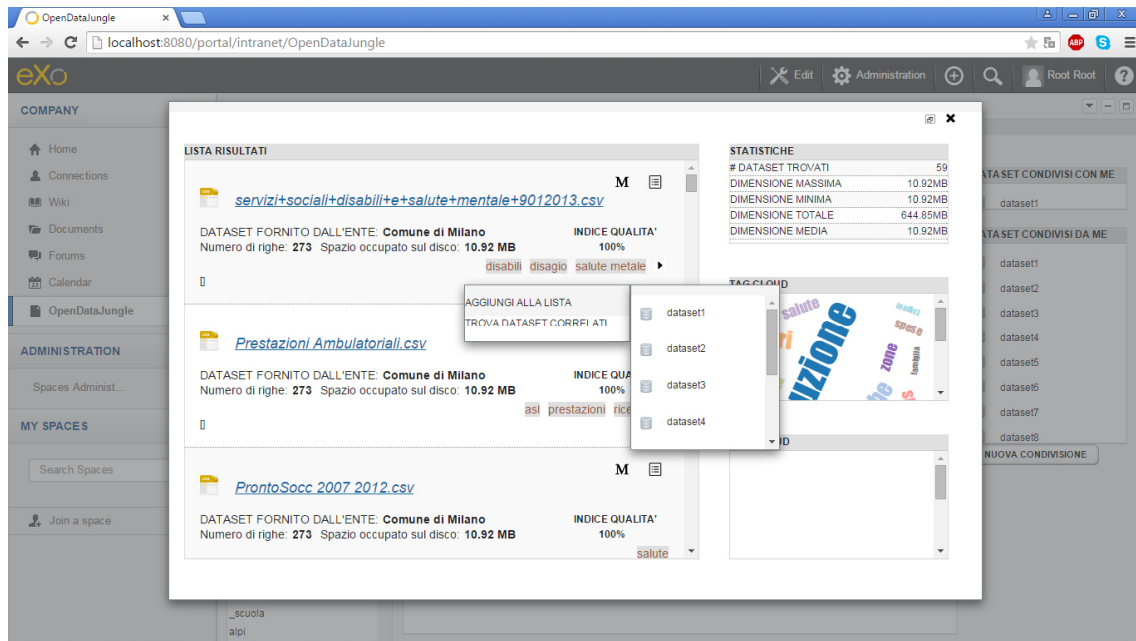 OpenDataJungle
localhost:8080/portal/intranet/OpenDataJungle
ABP
eXo
Edit
Administration
Root Root
COMPANY
Home
Connections
Wiki
Documents
Forums
Calendar
OpenDataJungle
ADMINISTRATION
Spaces Administ...
MY SPACES
Search Spaces
Join a space
LISTA RISULTATI
M
servizi+sociali+disabili+e+salute+mentale+9012013.csv
DATASET FORNITO DALL'ENTE: Comune di Milano
INDICE QUALITA'
Numero di righe: 273 Spazio occupato sul disco: 10.92 MB
100%
disabili disagio salute metale
[]
AGGIUNGI ALLA LISTA
TROVA DATASET CORRELATI
dataset1
dataset2
dataset3
dataset4
Prestazioni Ambulatoriali.csv
DATASET FORNITO DALL'ENTE: Comune di Milano
INDICE QUA
Numero di righe: 273 Spazio occupato sul disco: 10.92 MB
100%
asl prestazioni rice
[]
M
ProntoSocc 2007 2012.csv
DATASET FORNITO DALL'ENTE: Comune di Milano
INDICE QUALITA'
Numero di righe: 273 Spazio occupato sul disco: 10.92 MB
100%
salute
STATISTICHE
# DATASET TROVATI 59
DIMENSIONE MASSIMA 10.92MB
DIMENSIONE MINIMA 10.92MB
DIMENSIONE TOTALE 644.85MB
DIMENSIONE MEDIA 10.92MB
TAG CLOUD
salute
medici
spese
uzione
zone
famiglia
UD
ATASET CONDIVISI CON ME
dataset1
ATASET CONDIVISI DA ME
dataset1
dataset2
dataset3
dataset4
dataset5
dataset6
dataset7
dataset8
NUOVA CONDIVISIONE
_scuola
alpi